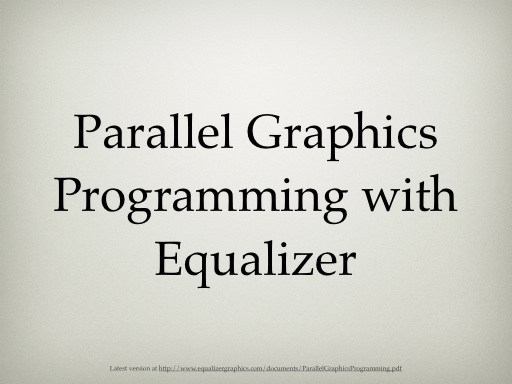 Parallel Graphics
Programming with
Equalizer
Latest version at http://www.equalizergraphics.com/documents/ParallelGraphicsProgramming.pdf